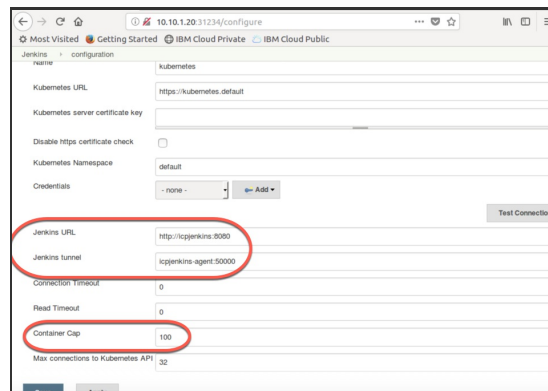 10.10.1.20:31234/configure
Most Visited Getting Started IBM Cloud Private IBM Cloud Public
Jenkins configuration
Name kubernetes
Kubernetes URL https://kubernetes.default
Kubernetes server certificate key
Disable https certificate check
Kubernetes Namespace default
Credentials - none - Add
Test Connectio
Jenkins URL http://icpjenkins:8080
Jenkins tunnel icpjenkins-agent:50000
Connection Timeout 0
Read Timeout 0
Container Cap 100
Max connections to Kubernetes API 32